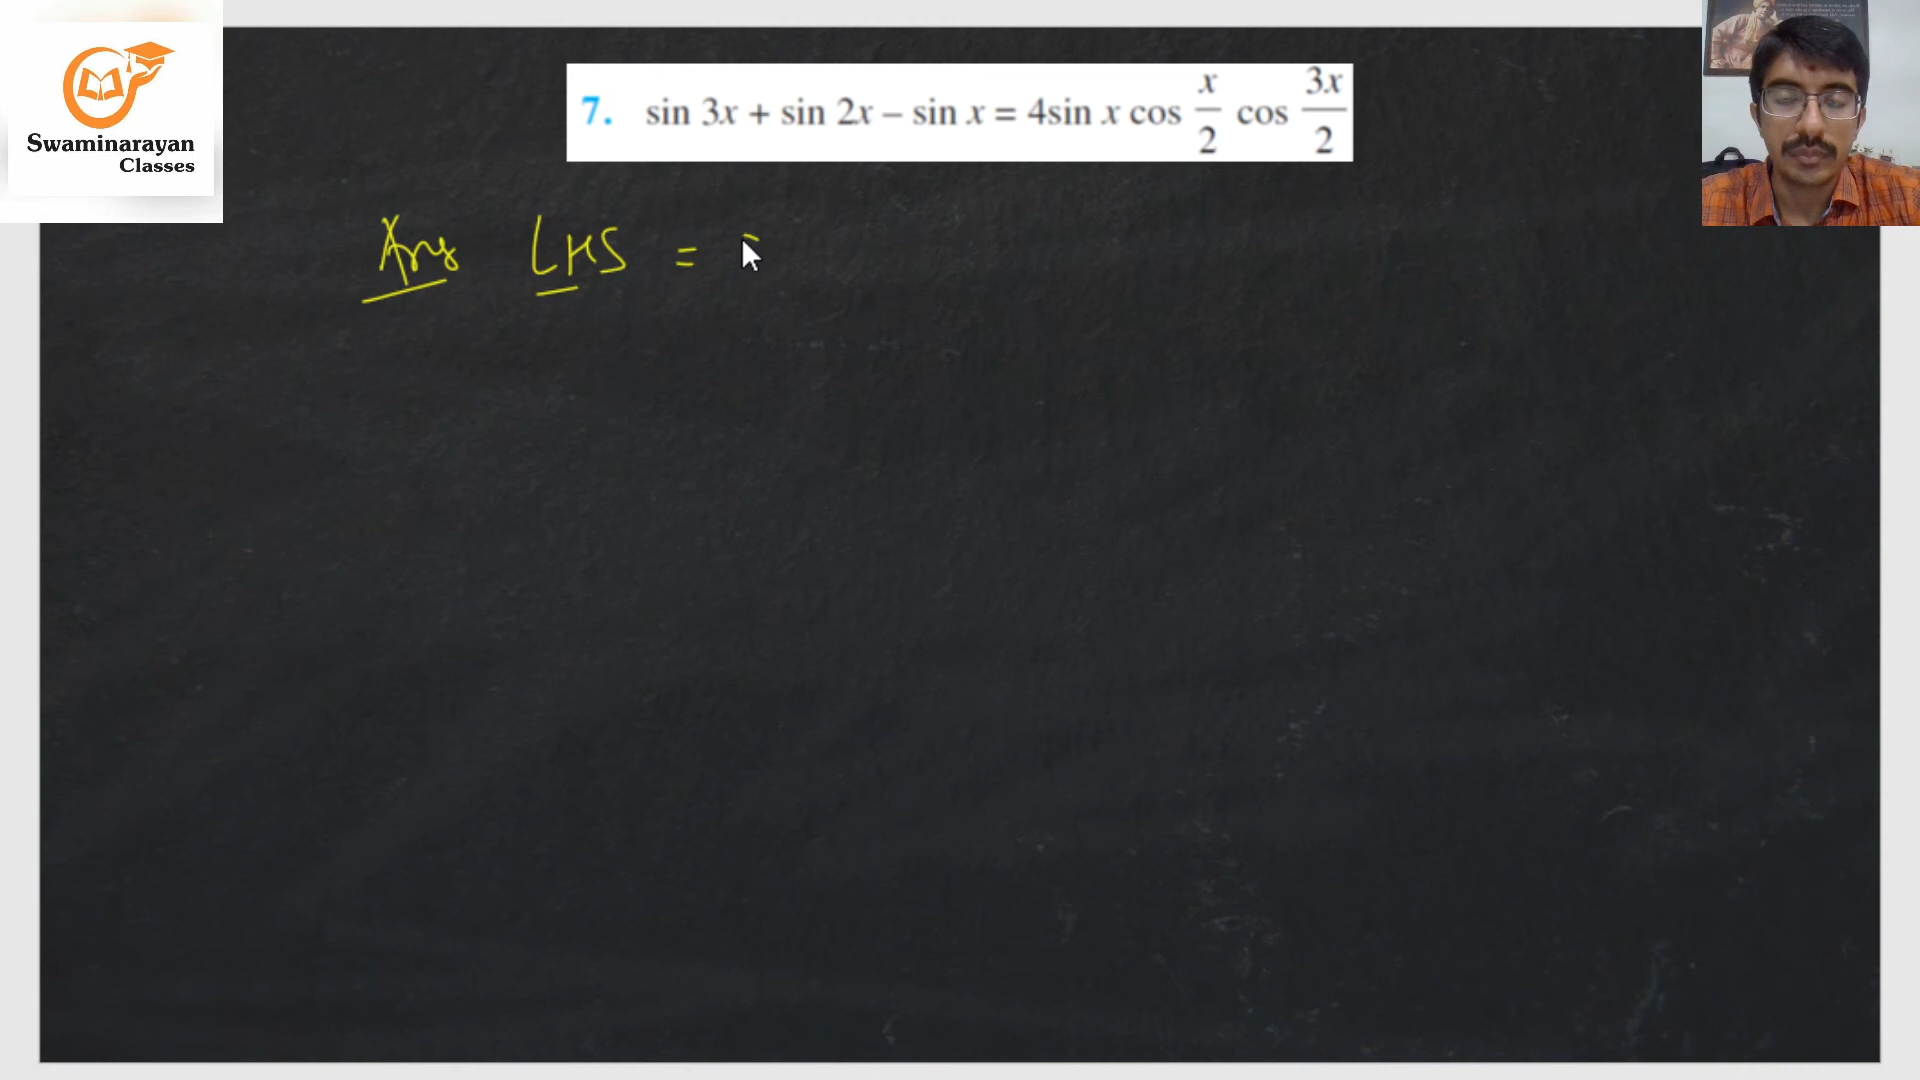 Swaminarayan
Classes
7. sin 3x + sin 2x – sin x = 4sin x cos x/2 cos 3x/2
Ans LHS =